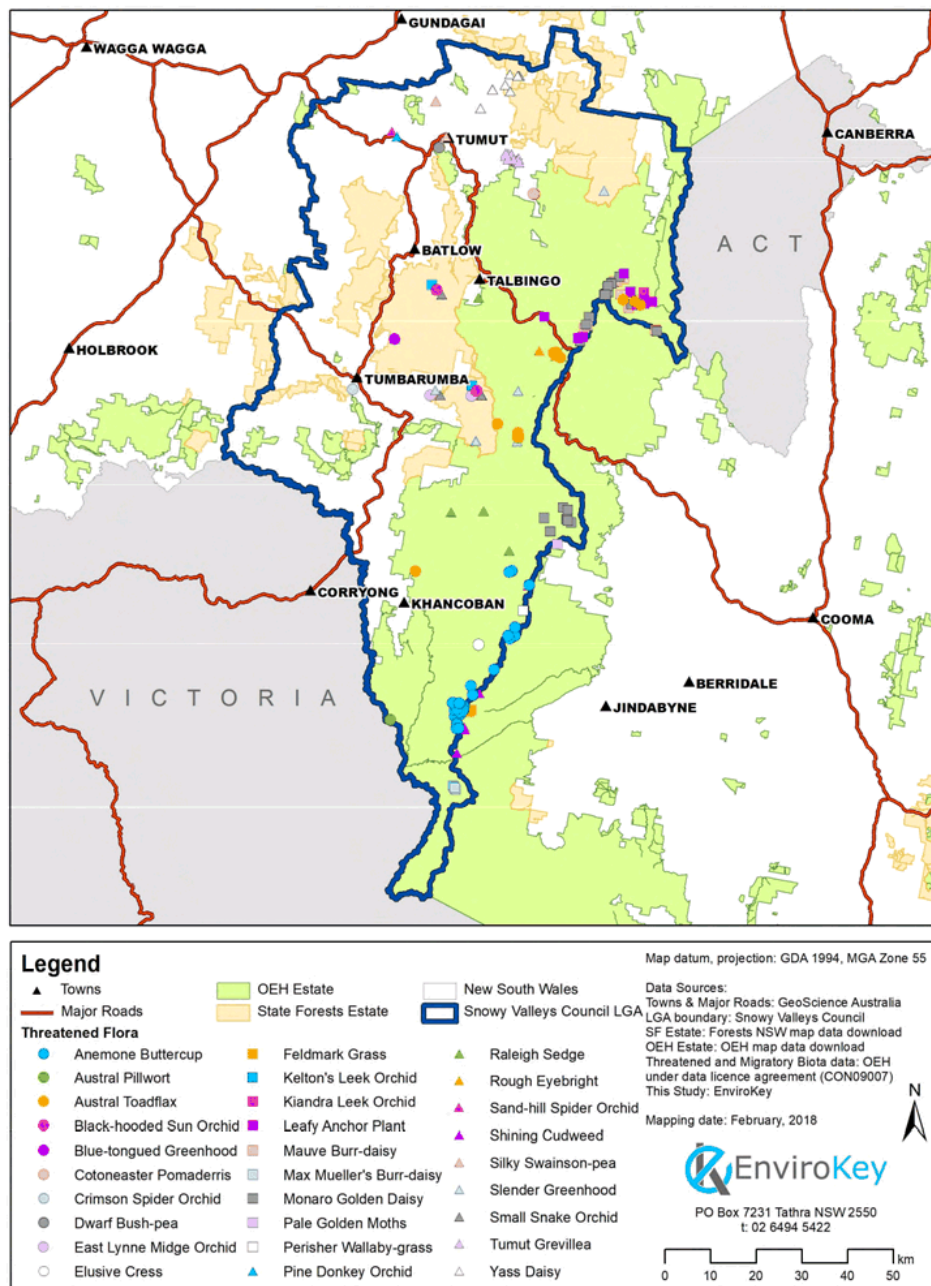 GUNDAGAI
WAGGA WAGGA
CANBERRA
TUMUT
ACT
BATLOW
TALBINGO
HOLBROOK
TUMBARUMBA
CORRYONG
KHANCOBAN
COOMA
VICTORIA
BERRIDALE
JINDABYNE
Legend
Towns
Major Roads
OEH Estate
State Forests Estate
New South Wales
Snowy Valleys Council LGA
Threatened Flora
Anemone Buttercup
Austral Pillwort
Austral Toadflax
Black-hooded Sun Orchid
Blue-tongued Greenhood
Cotoneaster Pomaderris
Crimson Spider Orchid
Dwarf Bush-pea
East Lynne Midge Orchid
Elusive Cress
Feldmark Grass
Kelton's Leek Orchid
Kiandra Leek Orchid
Leafy Anchor Plant
Mauve Burr-daisy
Max Mueller's Burr-daisy
Monaro Golden Daisy
Pale Golden Moths
Perisher Wallaby-grass
Pine Donkey Orchid
Raleigh Sedge
Rough Eyebright
Sand-hill Spider Orchid
Shining Cudweed
Silky Swainson-pea
Slender Greenhood
Small Snake Orchid
Tumut Grevillea
Yass Daisy
Map datum, projection: GDA 1994, MGA Zone 55
Data Sources:
Towns & Major Roads: GeoScience Australia
LGA boundary: Snowy Valleys Council
SF Estate: Forests NSW map data download
OEH Estate: OEH map data download
Threatened and Migratory Biota data: OEH
under data licence agreement (CON09007)
This Study: EnviroKey
Mapping date: February, 2018
N
EnviroKey
PO Box 7231 Tathra NSW 2550
t: 02 6494 5422
km
0 10 20 30 40 50